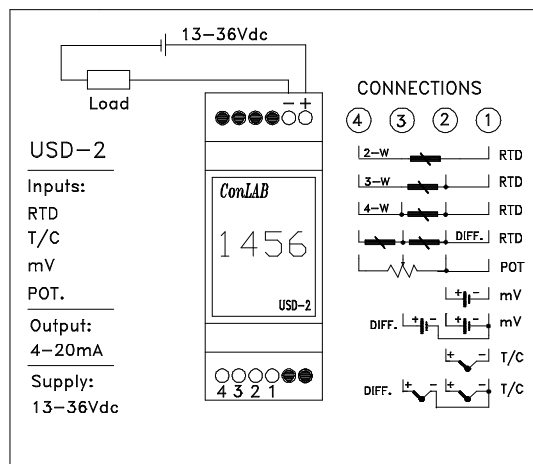 13-36Vdc
Load
- +
CONNECTIONS
4 3 2 1
USD-2
Inputs:
RTD
T/C
mV
POT.
Output:
4-20mA
Supply:
13-36Vdc
ConLAB
1456
USD-2
4 3 2 1
2-W RTD
3-W RTD
4-W RTD
DIFF. RTD
POT
+ - mV
DIFF. + - + - mV
+ - T/C
DIFF. + - + - T/C